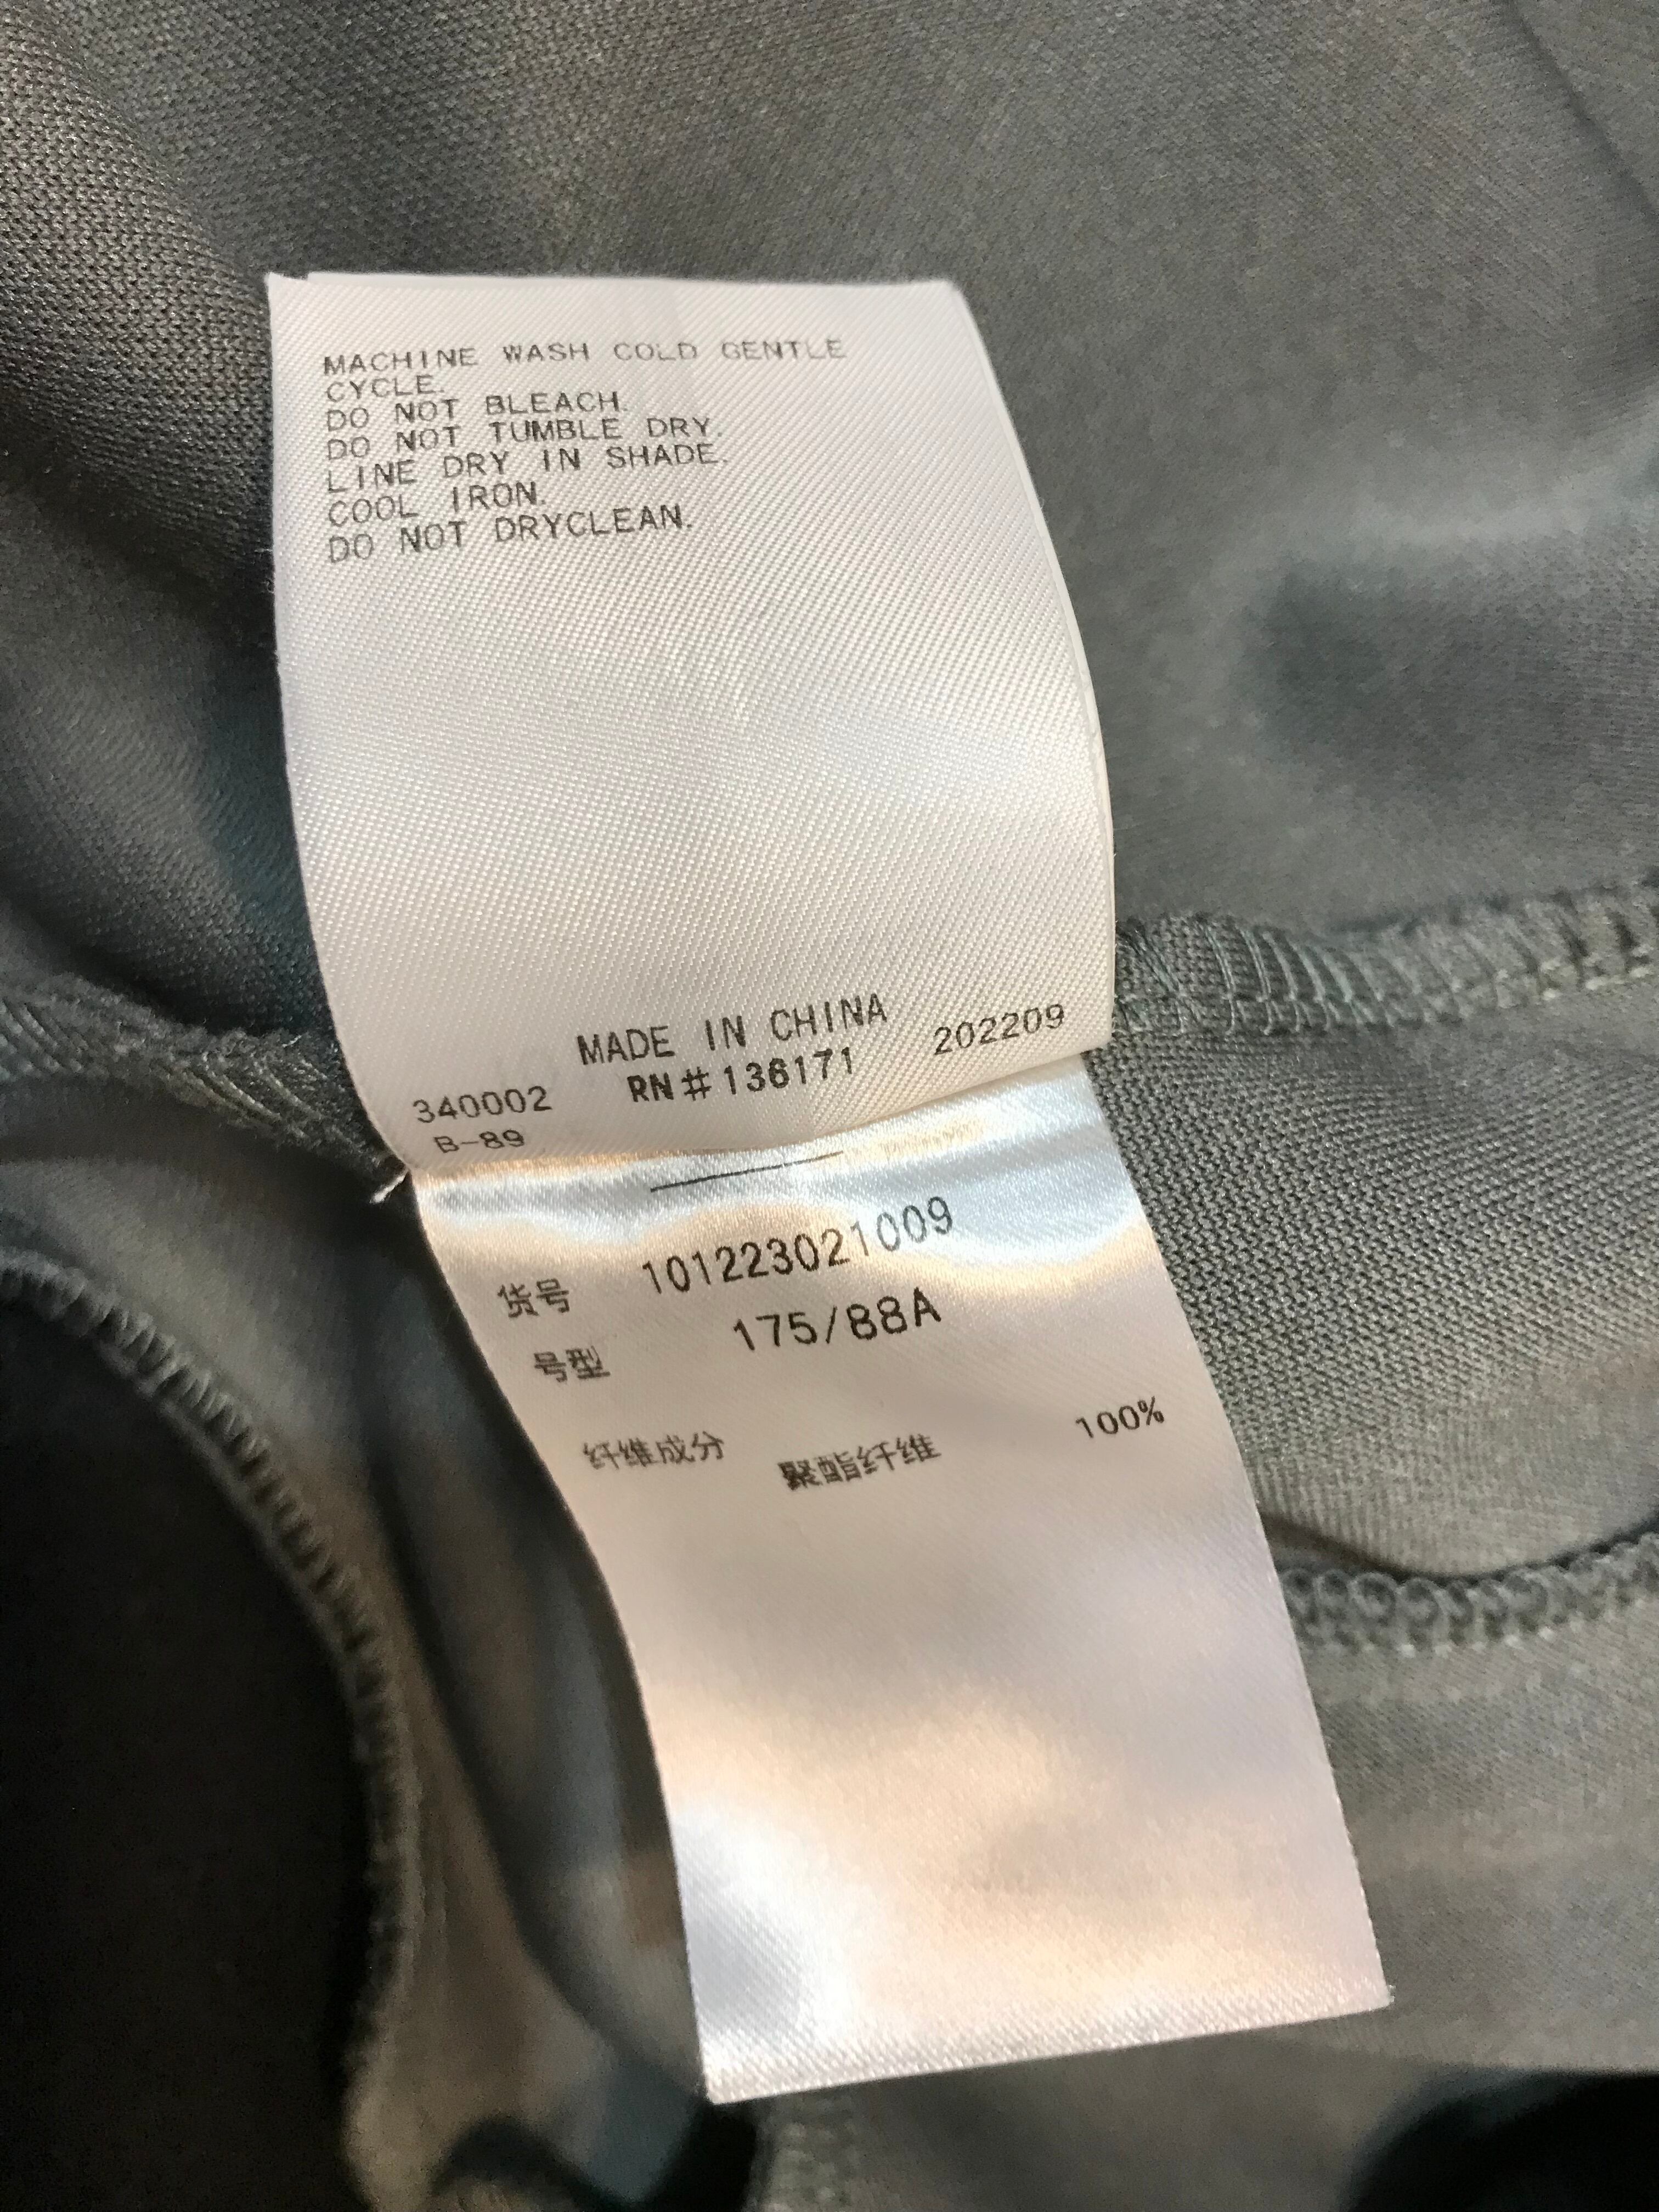 MACHINE WASH COLD GENTLE
CYCLE.
DO NOT BLEACH.
DO NOT TUMBLE DRY.
LINE DRY IN SHADE.
COOL IRON.
DO NOT DRYCLEAN.
MADE IN CHINA
340002 RN#136171 202209
B-89
货号 101223021009
号型 175/88A
纤维成分 聚酯纤维 100%